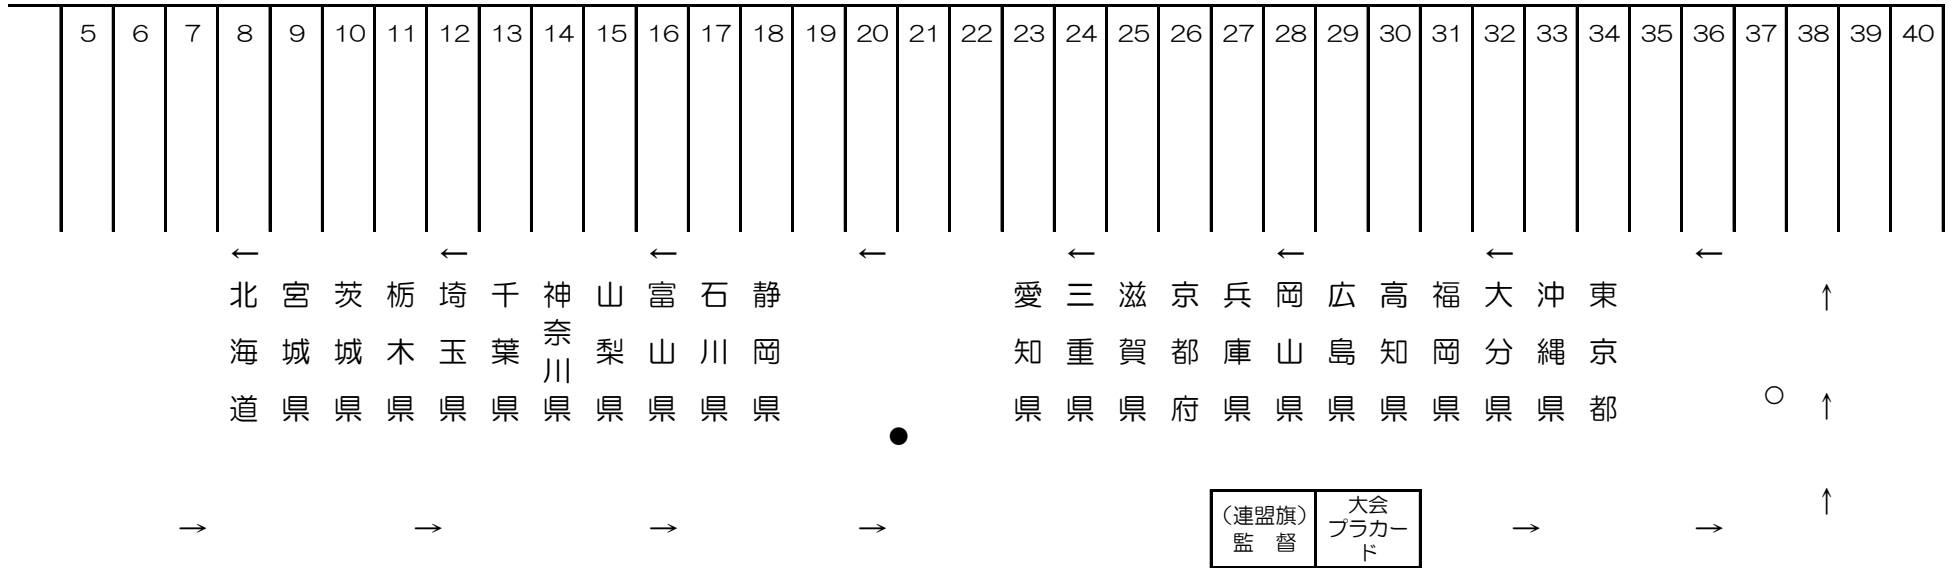 5 6 7 8 9 10 11 12 13 14 15 16 17 18 19 20 21 22 23 24 25 26 27 28 29 30 31 32 33 34 35 36 37 38 39 40
← ← ← ← ← ← ← ←
北海道
宮城県
茨城県
栃木県
埼玉県
千葉県
神奈川県
山梨県
富山県
石川県
静岡県
愛知県
三重県
滋賀県
京都府
兵庫県
岡山県
広島県
高知県
福岡県
大分県
沖縄県
東京都
↑
○ ↑
●
↑
→ → → →
(連盟旗)
監 督
大会
プラカー
ド
→ →